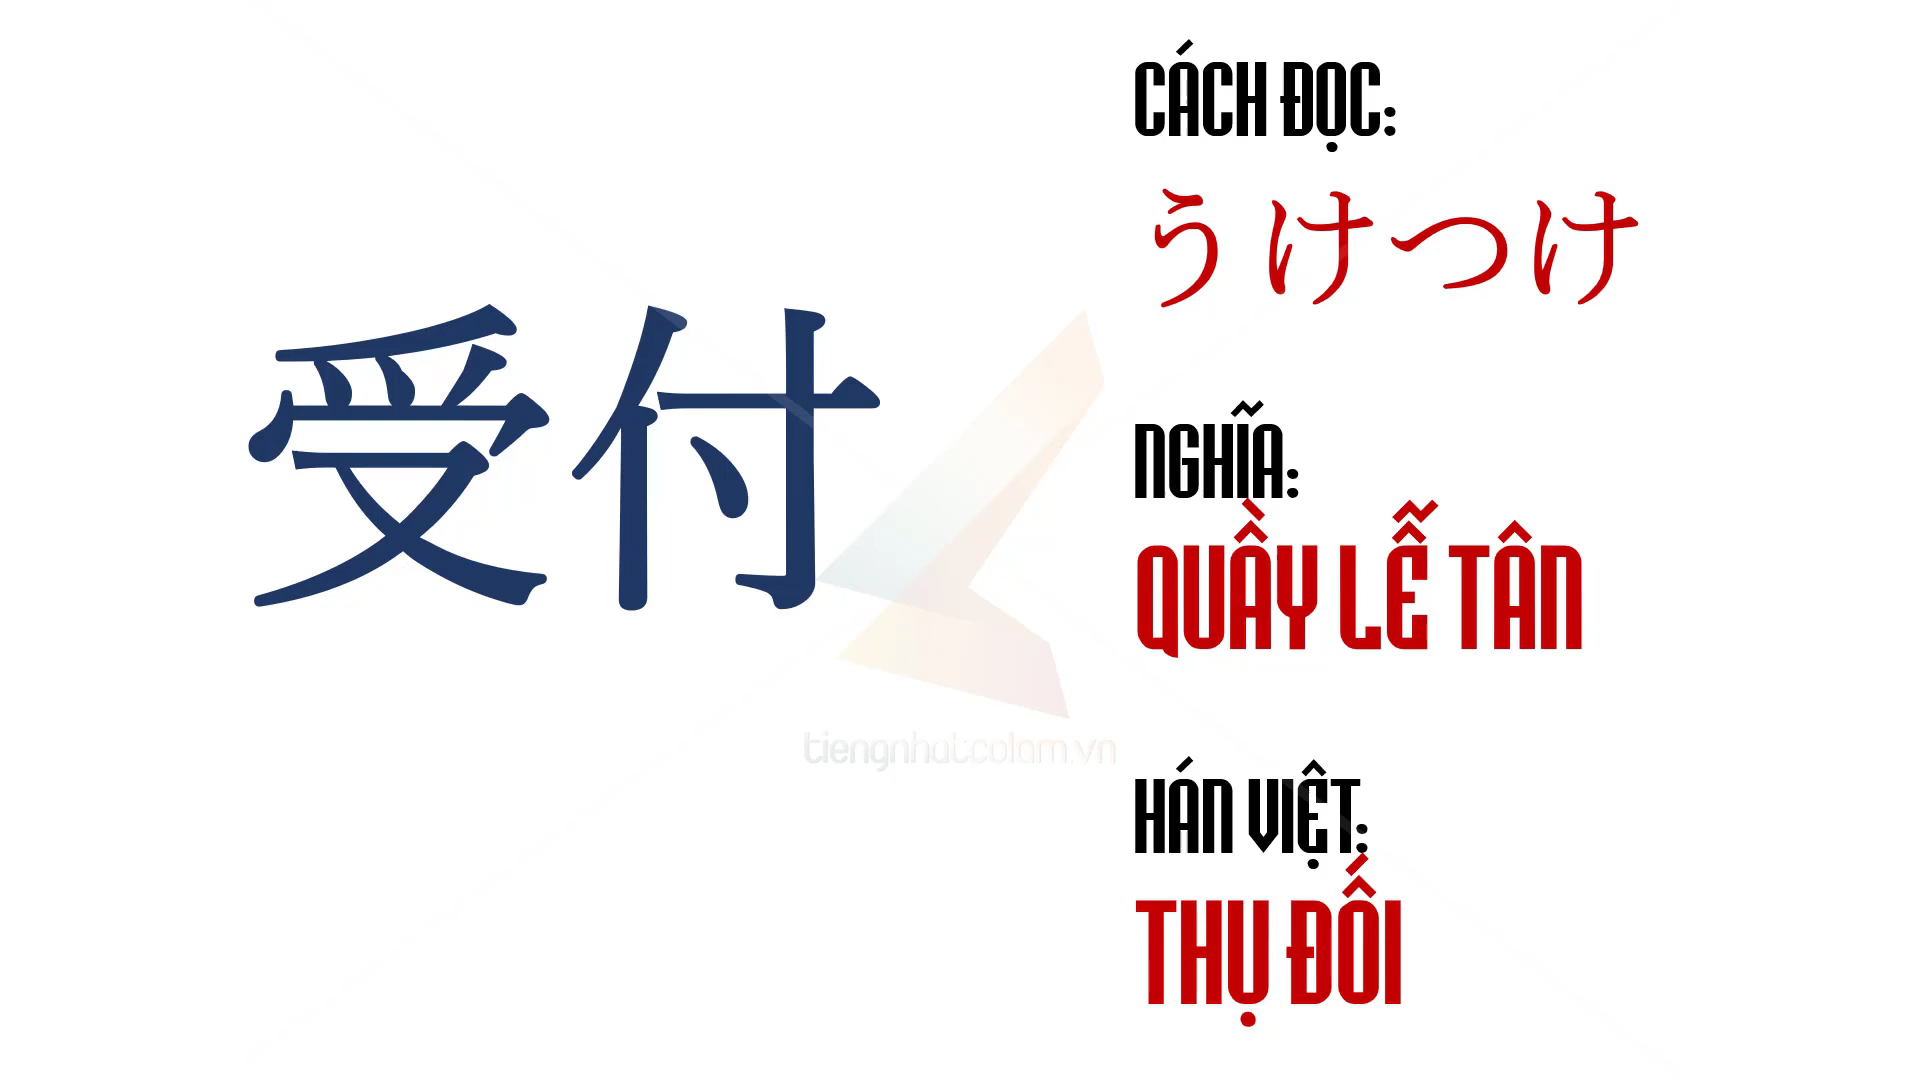 受付
CÁCH ĐỌC:
うけつけ
NGHĨA:
QUẦY LỄ TÂN
tiengnhatcolam.vn
HÁN VIỆT:
THỤ ĐỐI